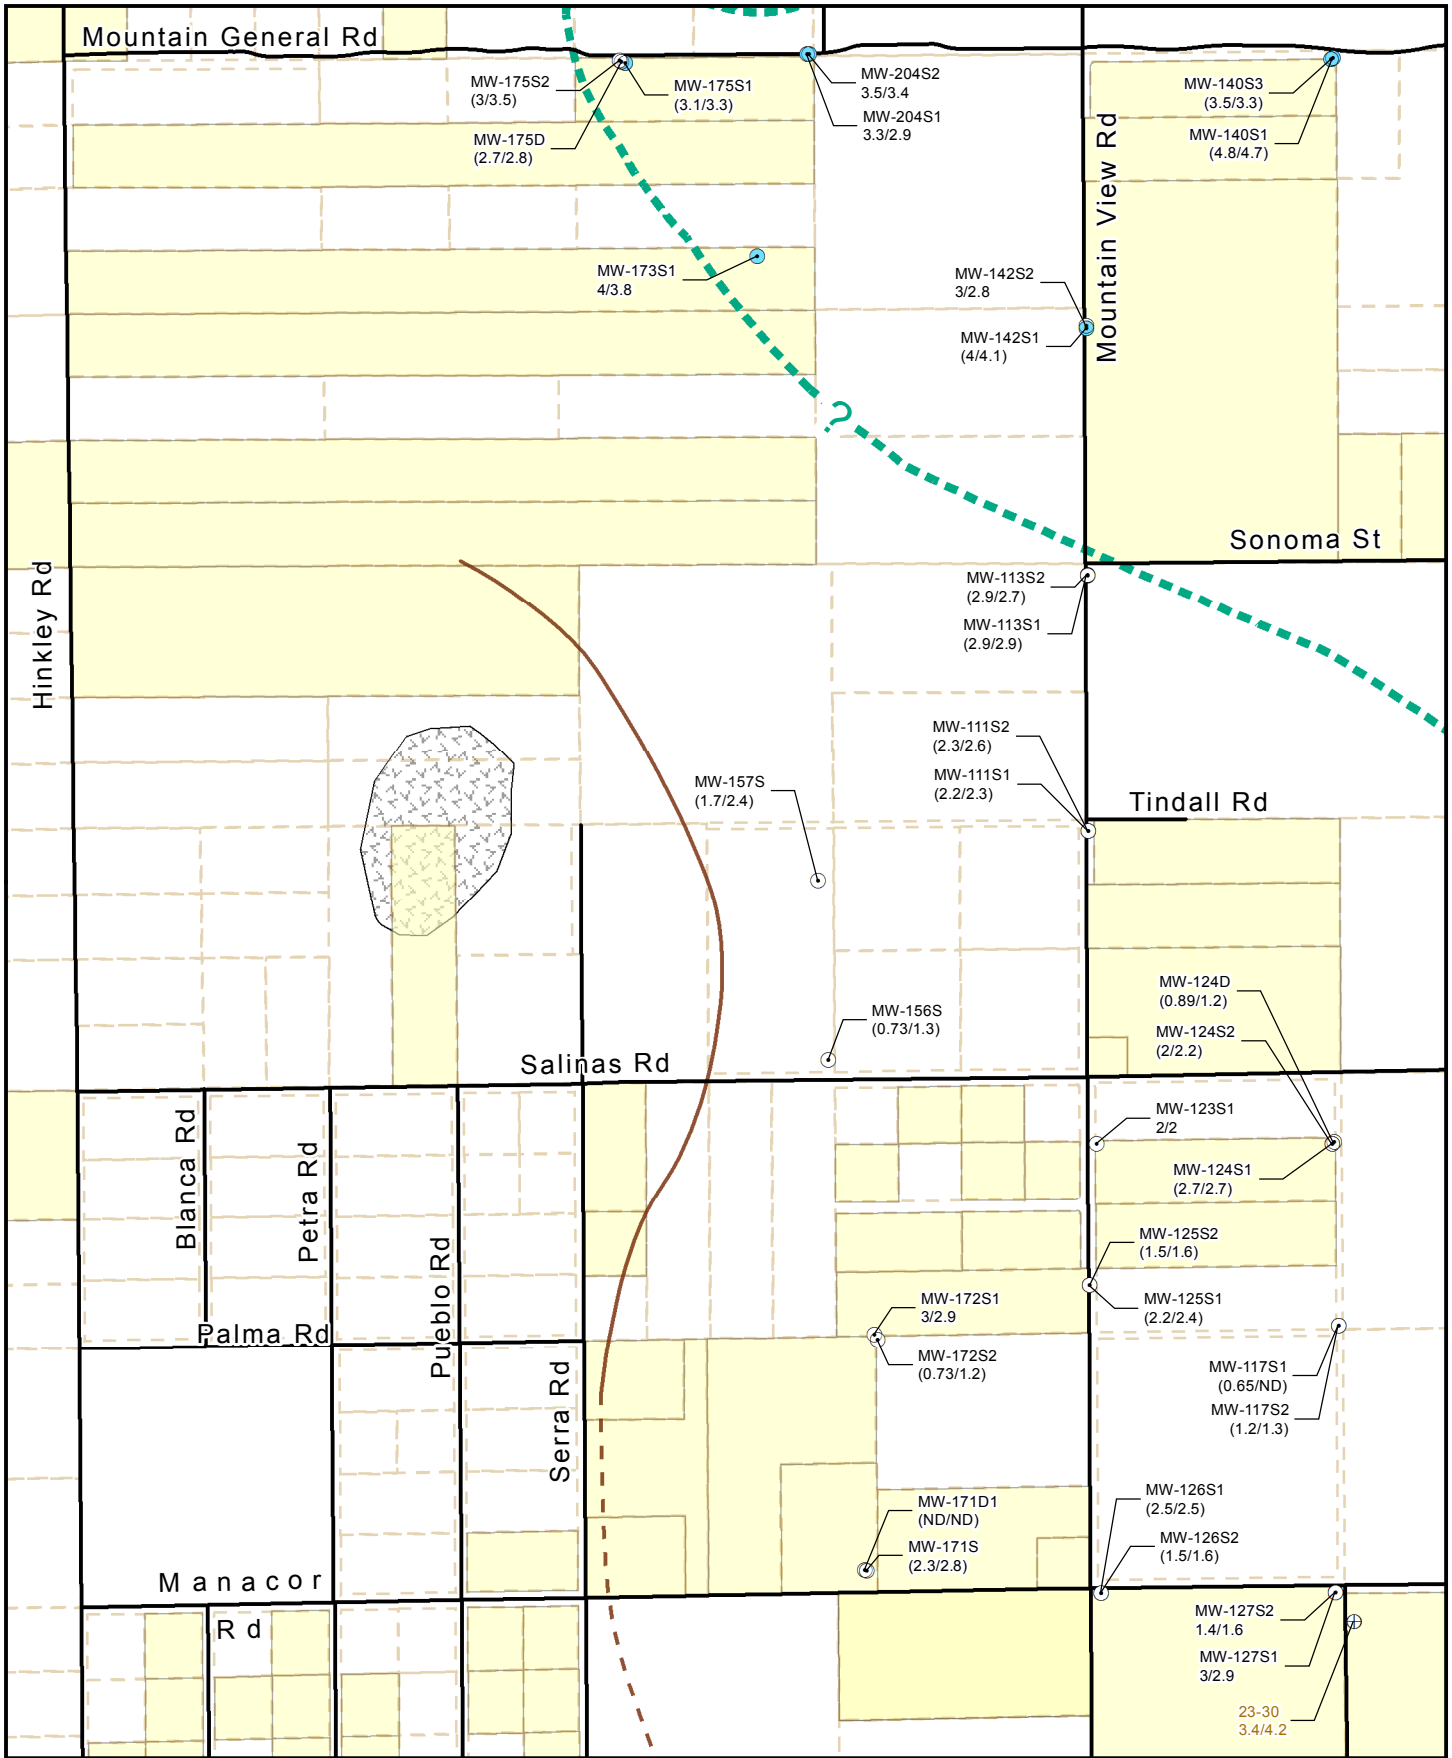 Mountain General Rd
MW-175S2
(3/3.5)
MW-175S1
(3.1/3.3)
MW-175D
(2.7/2.8)
MW-204S2
3.5/3.4
MW-204S1
3.3/2.9
MW-140S3
(3.5/3.3)
MW-140S1
(4.8/4.7)
Mountain View Rd
MW-173S1
4/3.8
MW-142S2
3/2.8
MW-142S1
(4/4.1)
?
Sonoma St
Hinkley Rd
MW-113S2
(2.9/2.7)
MW-113S1
(2.9/2.9)
MW-111S2
(2.3/2.6)
MW-111S1
(2.2/2.3)
MW-157S
(1.7/2.4)
Tindall Rd
MW-124D
(0.89/1.2)
MW-124S2
(2/2.2)
MW-156S
(0.73/1.3)
Salinas Rd
MW-123S1
2/2
MW-124S1
(2.7/2.7)
Blanca Rd
Petra Rd
Pueblo Rd
MW-125S2
(1.5/1.6)
MW-125S1
(2.2/2.4)
MW-172S1
3/2.9
MW-172S2
(0.73/1.2)
Palma Rd
MW-117S1
(0.65/ND)
MW-117S2
(1.2/1.3)
Serra Rd
MW-171D1
(ND/ND)
MW-171S
(2.3/2.8)
MW-126S1
(2.5/2.5)
MW-126S2
(1.5/1.6)
Manacor
Rd
MW-127S2
1.4/1.6
MW-127S1
3/2.9
23-30
3.4/4.2